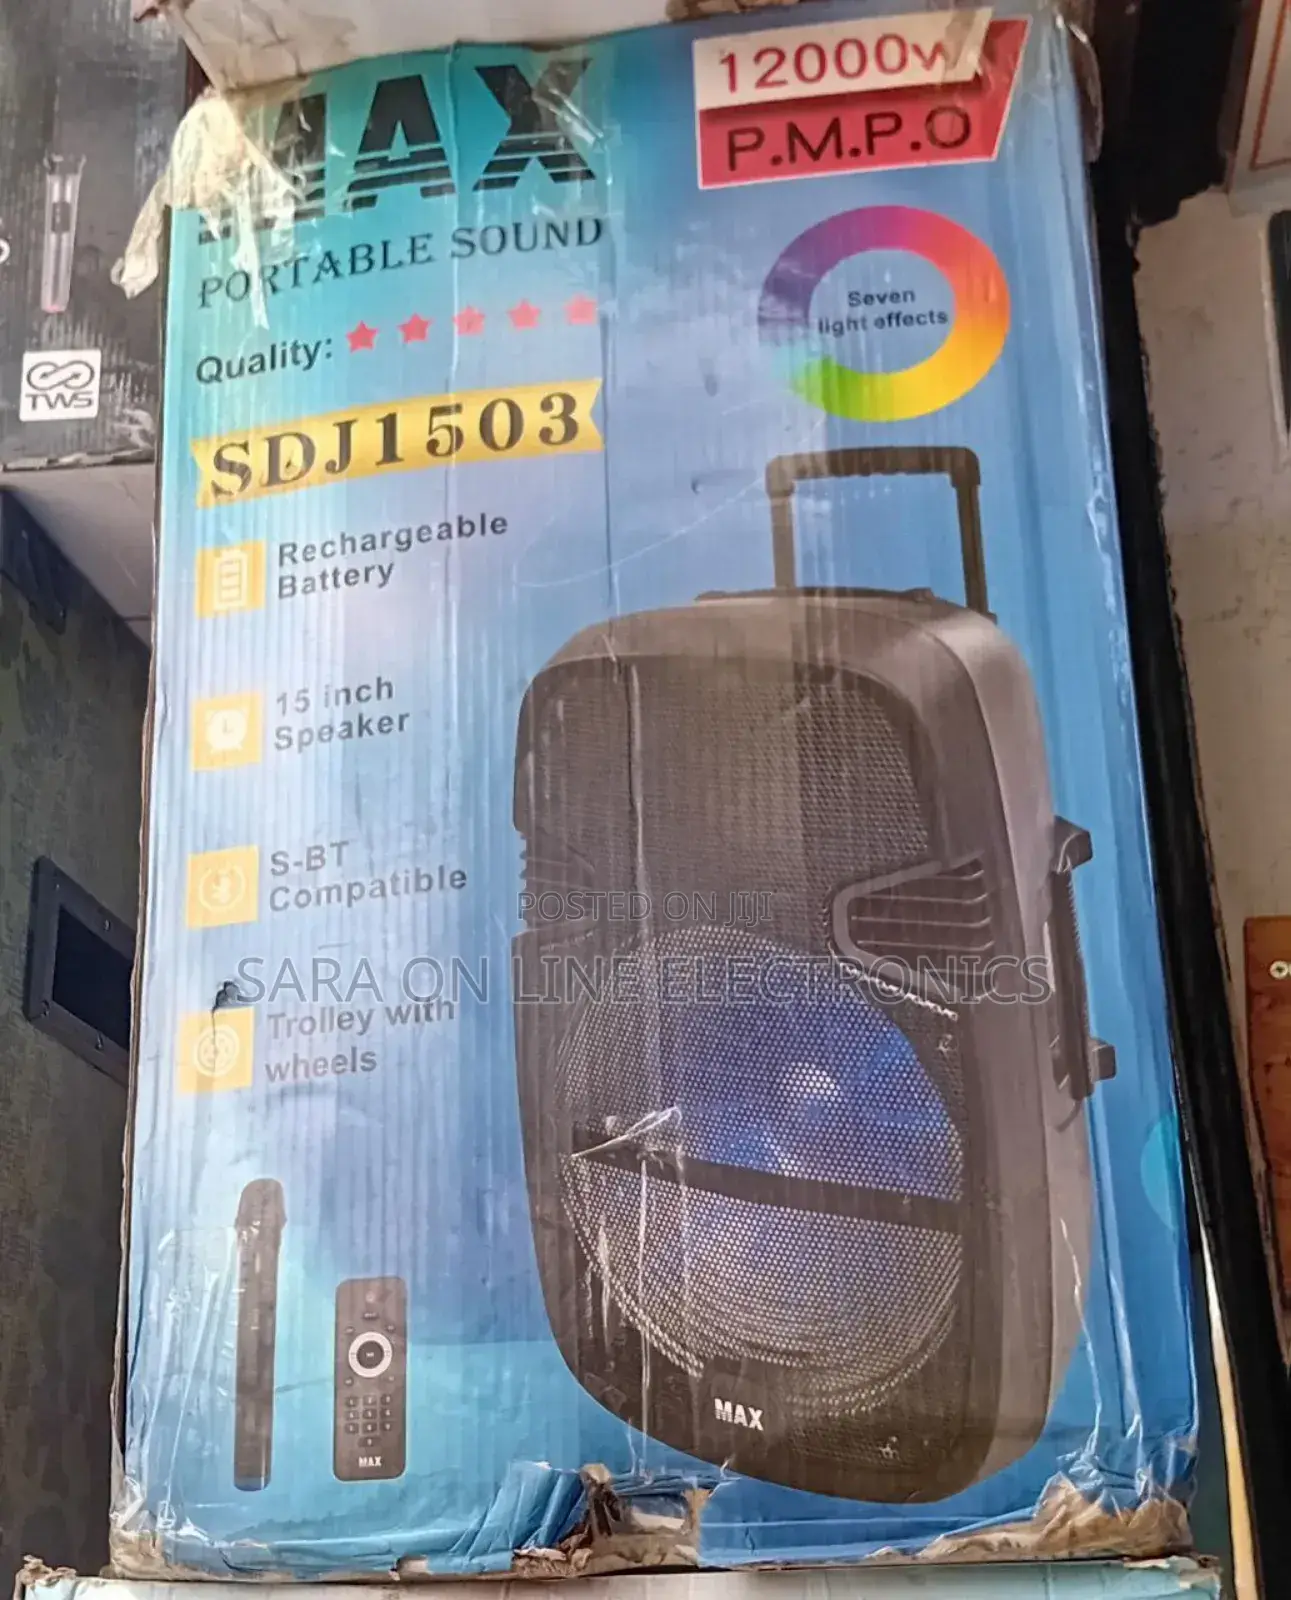 MAX
12000w
P.M.P.O
PORTABLE SOUND
Quality:
Seven
light effects
SDJ1503
TWS
Rechargeable
Battery
15 inch
Speaker
S-BT
Compatible
POSTED ON JIJI
SARA ON LINE ELECTRONICS
Trolley with
wheels
MAX
MAX